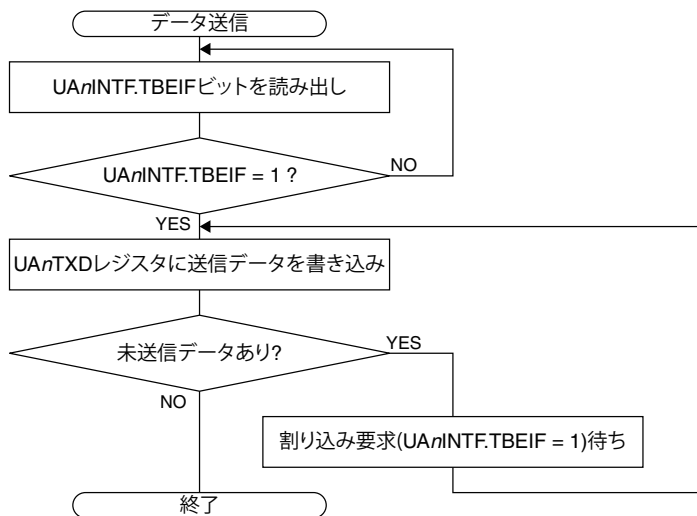 データ送信
UAnINTF.TBEIFビットを読み出し
UAnINTF.TBEIF = 1 ?
NO
YES
UAnTXDレジスタに送信データを書き込み
未送信データあり?
YES
NO
割り込み要求(UAnINTF.TBEIF = 1)待ち
終了